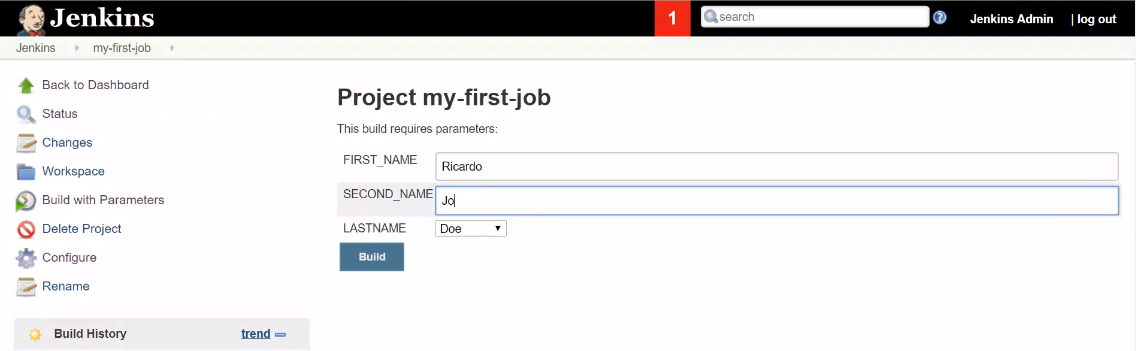 Jenkins 1 search Jenkins Admin | log out
Jenkins my-first-job
Back to Dashboard
Status
Changes
Workspace
Build with Parameters
Delete Project
Configure
Rename
Build History trend
Project my-first-job
This build requires parameters:
FIRST_NAME Ricardo
SECOND_NAME Jo
LASTNAME Doe
Build